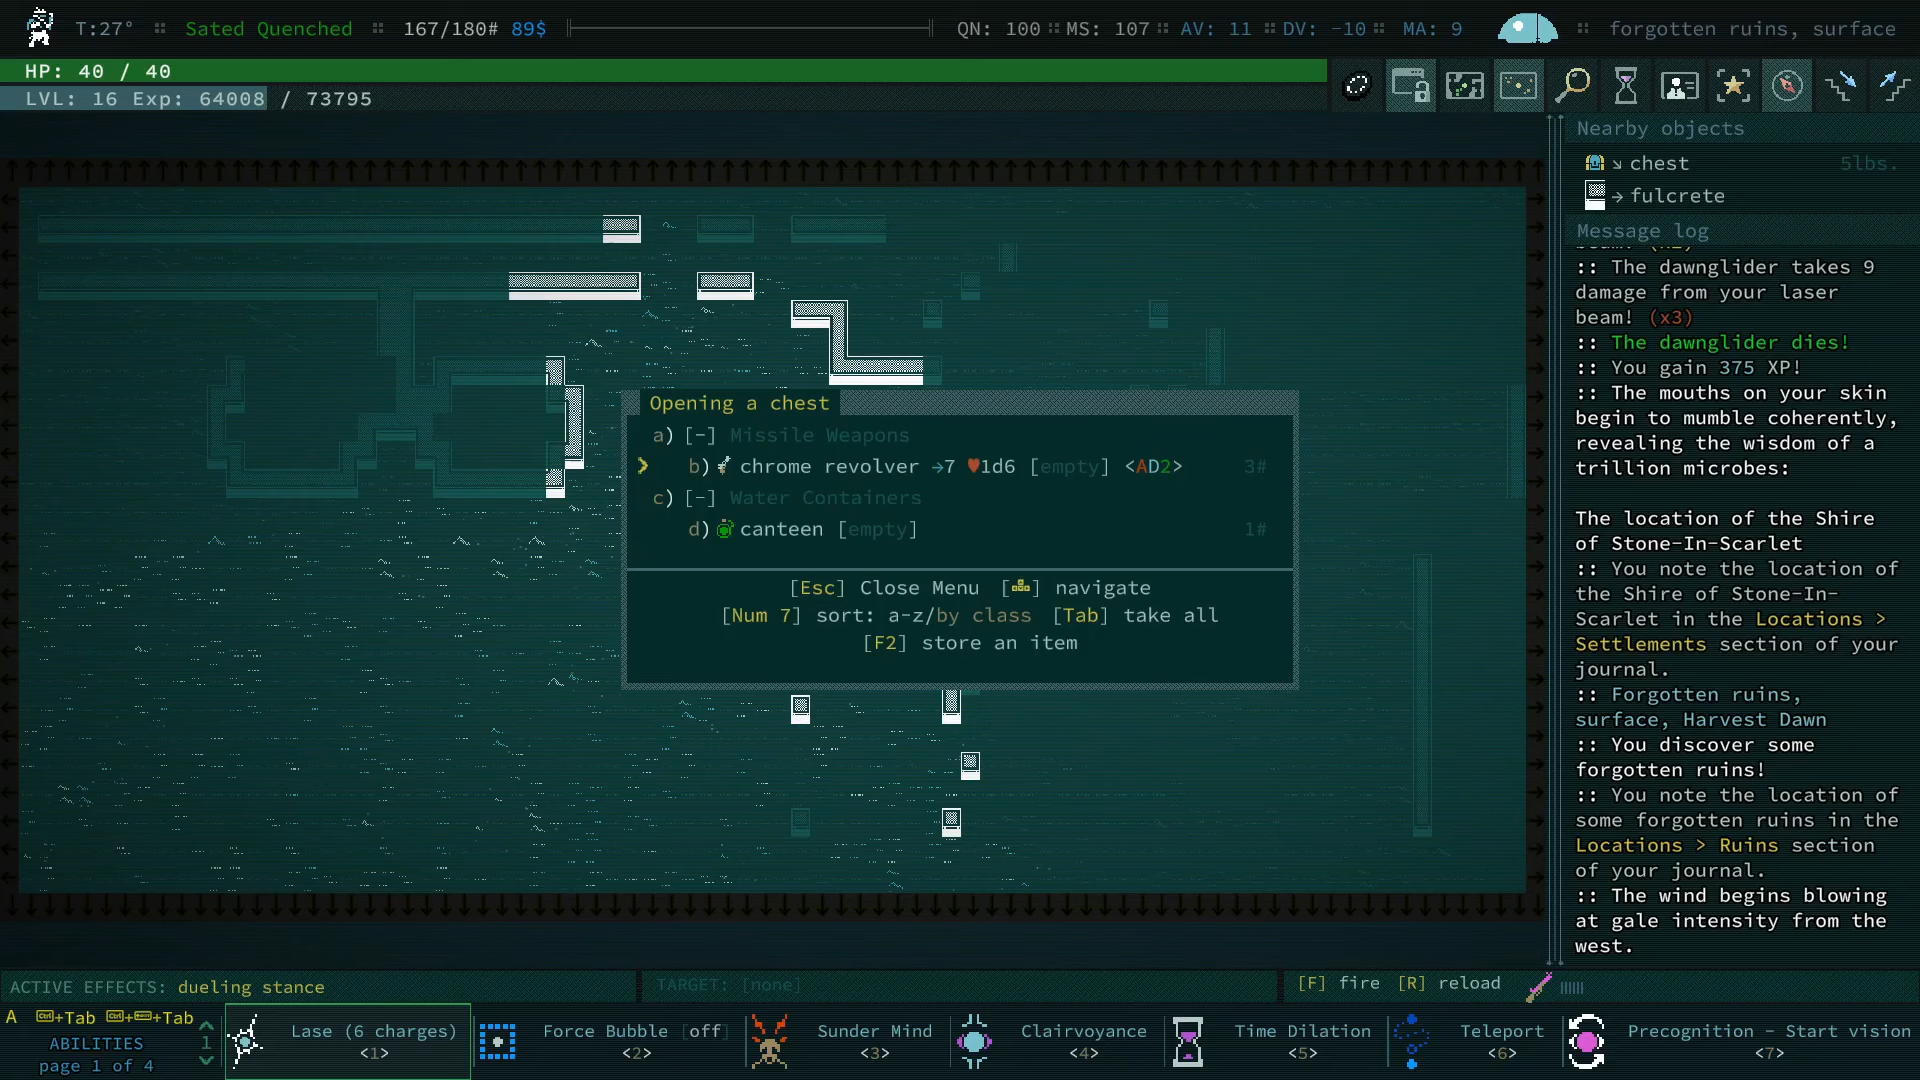 T:27° Sated Quenched 167/180# 89$ QN: 100 MS: 107 AV: 11 DV: -10 MA: 9 forgotten ruins, surface
HP: 40 / 40
LVL: 16 Exp: 64008 / 73795
Nearby objects
chest 5lbs.
fulcrete
Message log
:: The dawnglider takes 9
damage from your laser
beam! (x3)
:: The dawnglider dies!
:: You gain 375 XP!
:: The mouths on your skin
begin to mumble coherently,
revealing the wisdom of a
trillion microbes:
The location of the Shire
of Stone-In-Scarlet
:: You note the location of
the Shire of Stone-In-
Scarlet in the Locations >
Settlements section of your
journal.
:: Forgotten ruins,
surface, Harvest Dawn
:: You discover some
forgotten ruins!
:: You note the location of
some forgotten ruins in the
Locations > Ruins section
of your journal.
:: The wind begins blowing
at gale intensity from the
west.
Opening a chest
a) [-] Missile Weapons
b) chrome revolver →7 ♥1d6 [empty] <AD2> 3#
c) [-] Water Containers
d) canteen [empty] 1#
[Esc] Close Menu [] navigate
[Num 7] sort: a-z/by class [Tab] take all
[F2] store an item
ACTIVE EFFECTS: dueling stance
TARGET: [none]
[F] fire [R] reload
A Ctrl+Tab Ctrl++Tab
ABILITIES
page 1 of 4
1
Lase (6 charges)
<1>
Force Bubble [off]
<2>
Sunder Mind
<3>
Clairvoyance
<4>
Time Dilation
<5>
Teleport
<6>
Precognition - Start vision
<7>